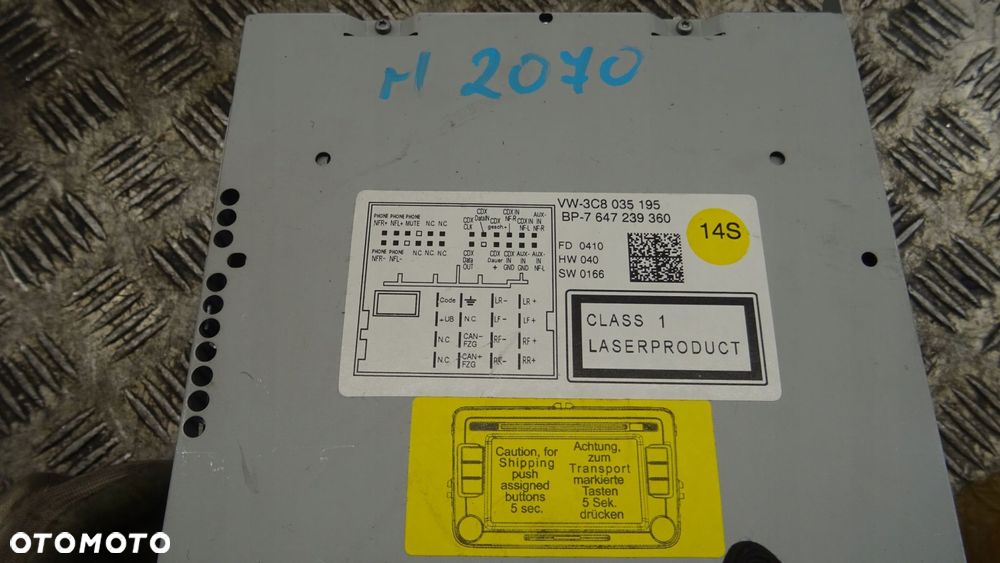 M 2070
VW-3C8 035 195
BP-7 647 239 360
14S
FD 0410
HW 040
SW 0166
PHONE PHONE PHONE
NFR+ NFL+ MUTE N.C N.C
PHONE PHONE
NFR- NFL- NC N.C N.C
CDX CLK
CDX DataIN
CDX gesch+
CDX IN NF-R
CDX IN NF-L
AUX-IN NF-R
CDX Data OUT
CDX Dauer +
CDX IN GND
AUX-IN GND
AUX-IN NF-L
Code LR- LR+
+UB N.C. LF- LF+
N.C CAN-FZG RF- RF+
N.C. CAN+FZG RR- RR+
CLASS 1
LASERPRODUCT
Caution, for
Shipping
push
assigned
buttons
5 sec.
Achtung,
zum
Transport
markierte
Tasten
5 Sek.
drücken
OTOMOTO